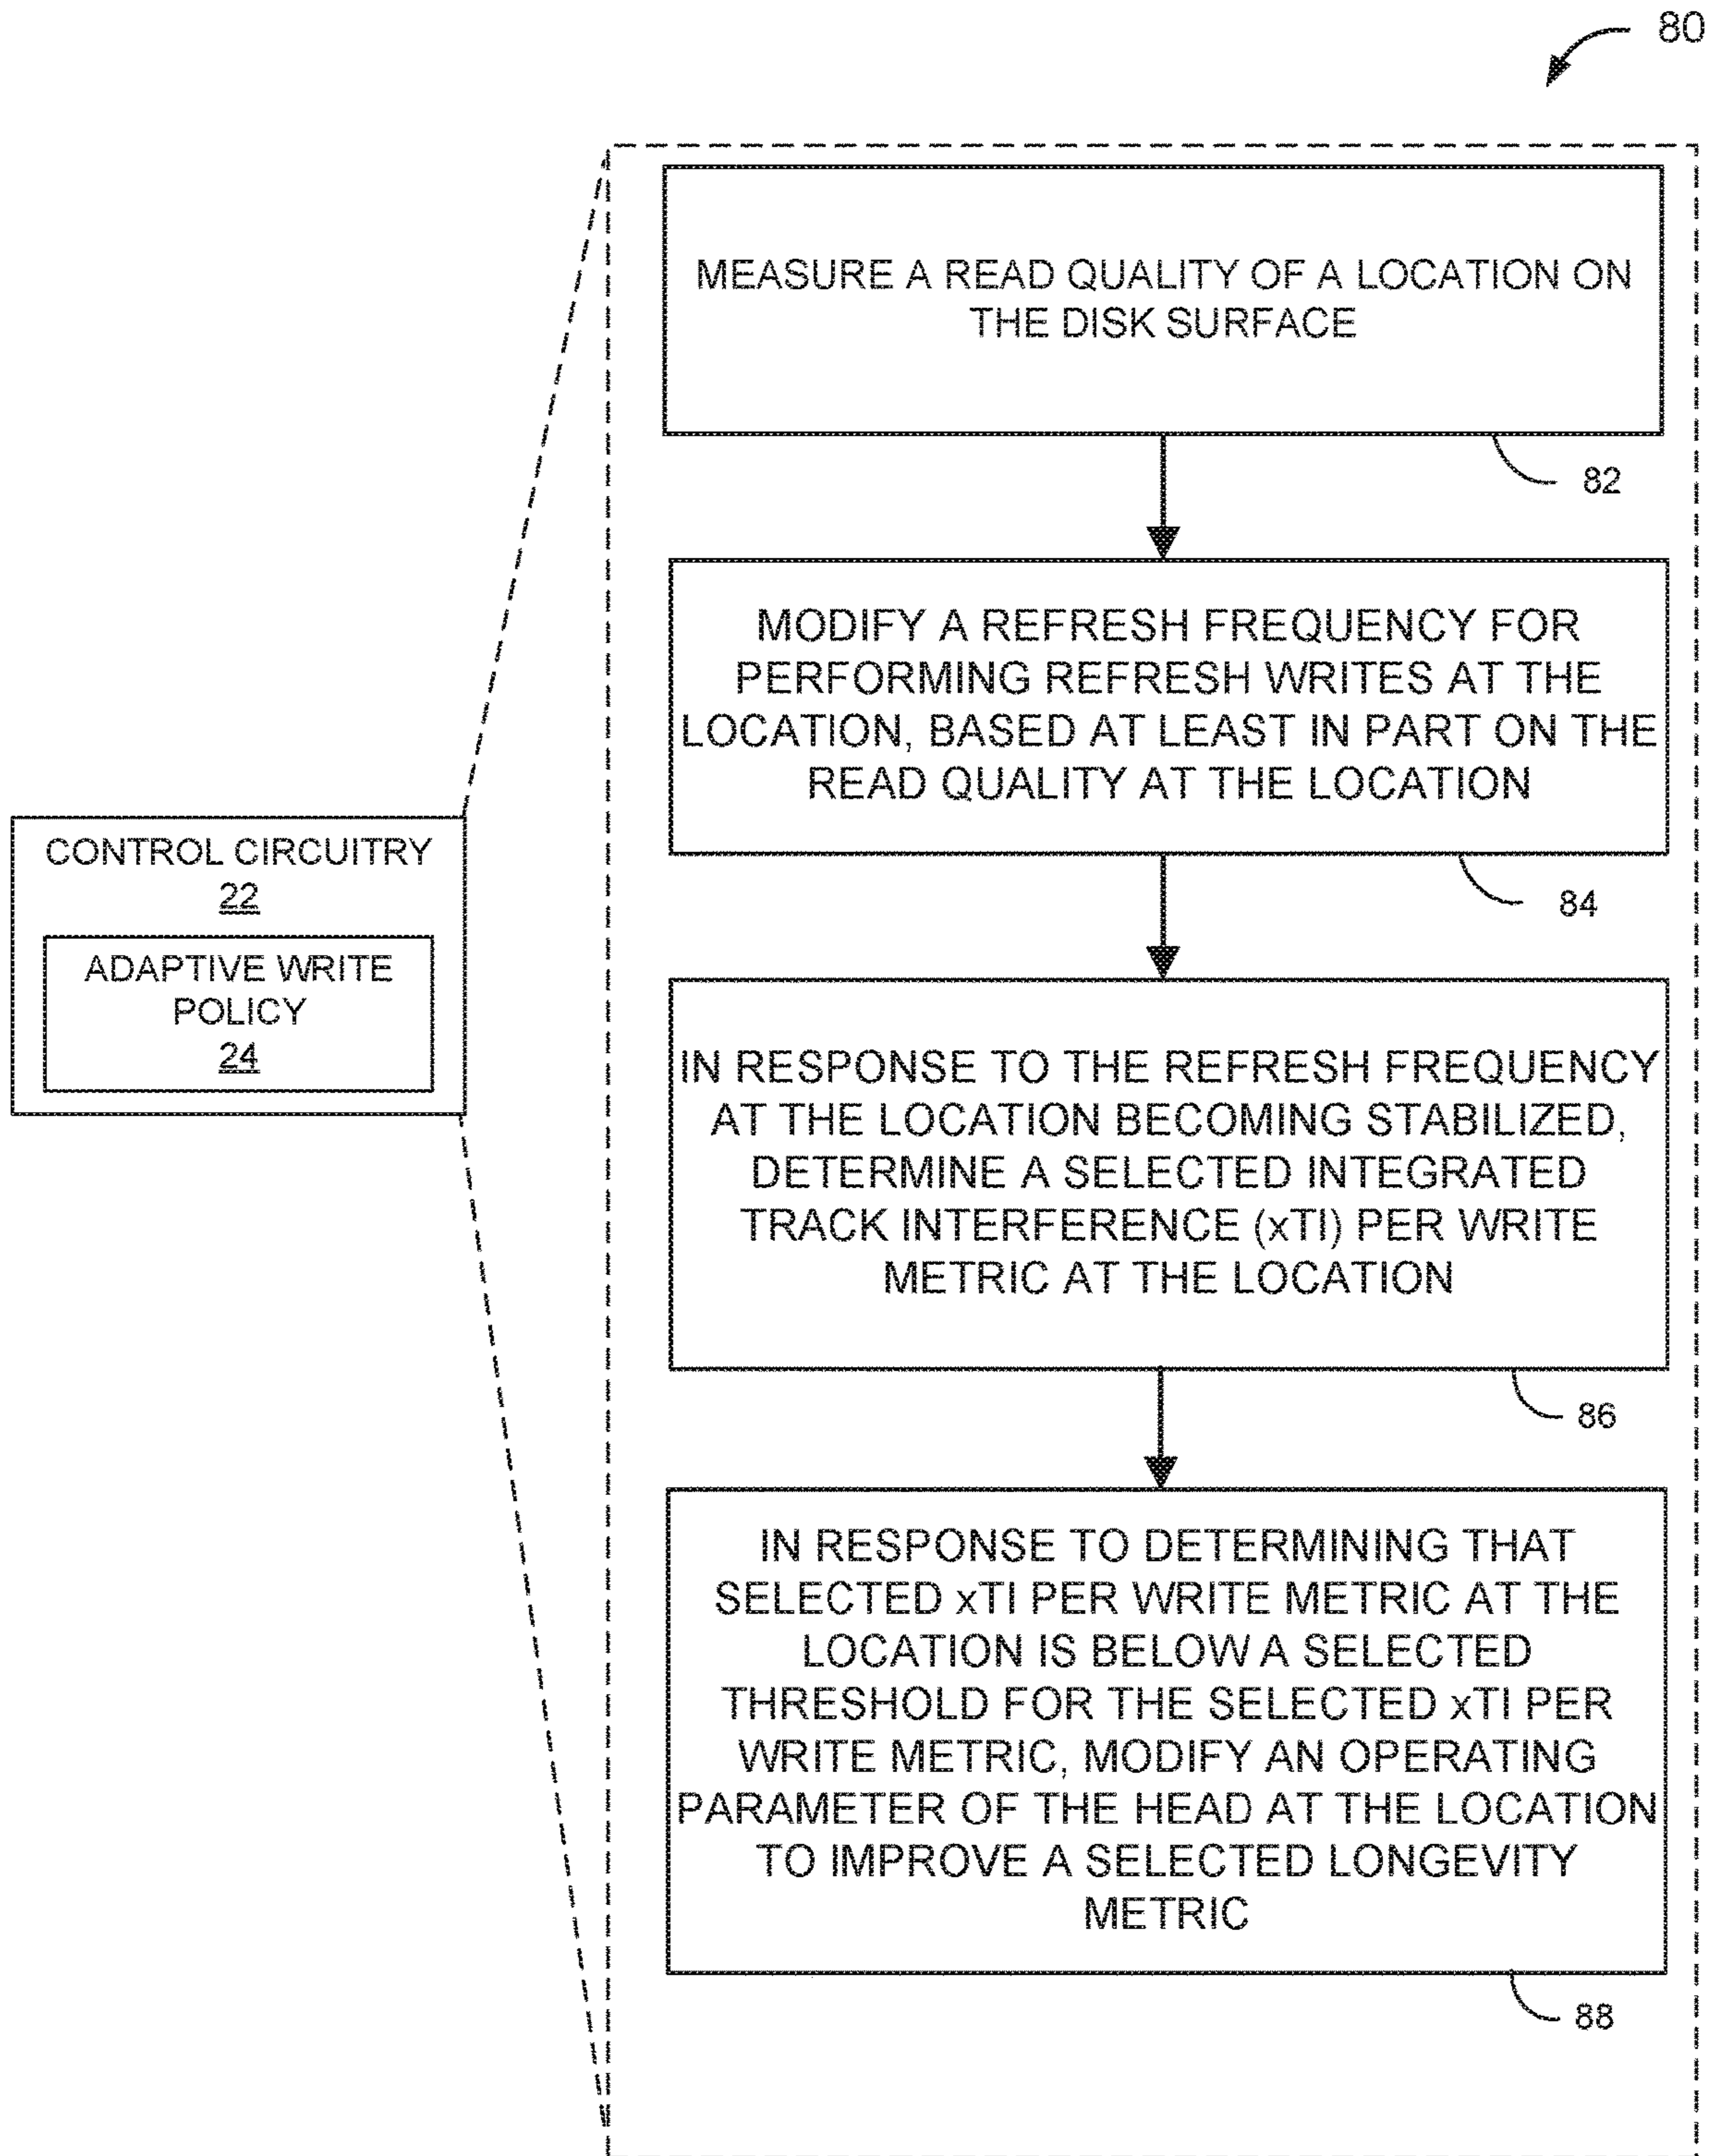 80
MEASURE A READ QUALITY OF A LOCATION ON
THE DISK SURFACE
82
MODIFY A REFRESH FREQUENCY FOR
PERFORMING REFRESH WRITES AT THE
LOCATION, BASED AT LEAST IN PART ON THE
READ QUALITY AT THE LOCATION
84
CONTROL CIRCUITRY
22
ADAPTIVE WRITE
POLICY
24
IN RESPONSE TO THE REFRESH FREQUENCY
AT THE LOCATION BECOMING STABILIZED,
DETERMINE A SELECTED INTEGRATED
TRACK INTERFERENCE (xTI) PER WRITE
METRIC AT THE LOCATION
86
IN RESPONSE TO DETERMINING THAT
SELECTED xTI PER WRITE METRIC AT THE
LOCATION IS BELOW A SELECTED
THRESHOLD FOR THE SELECTED xTI PER
WRITE METRIC, MODIFY AN OPERATING
PARAMETER OF THE HEAD AT THE LOCATION
TO IMPROVE A SELECTED LONGEVITY
METRIC
88